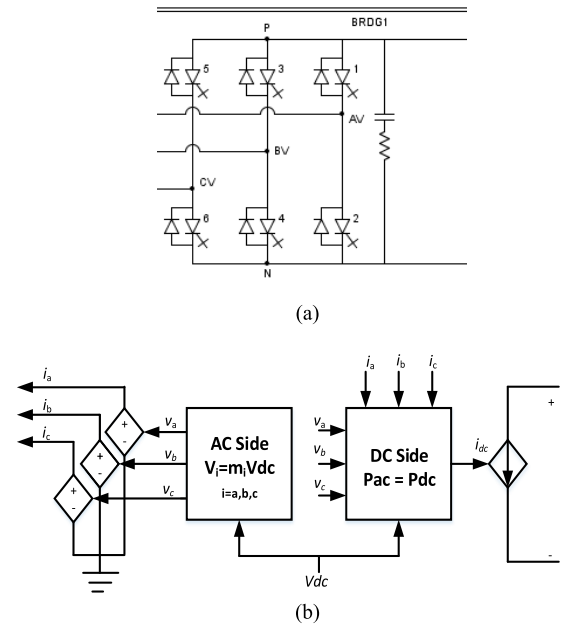 (a)
P
BRDG1
5
3
1
AV
BV
CV
6
4
2
N
(a)
ia
ib
ic
+
-
+
-
+
-
va
vb
vc
AC Side
Vi=miVdc
i=a,b,c
ia
ib
ic
va
vb
vc
DC Side
Pac = Pdc
idc
+
-
Vdc
(b)